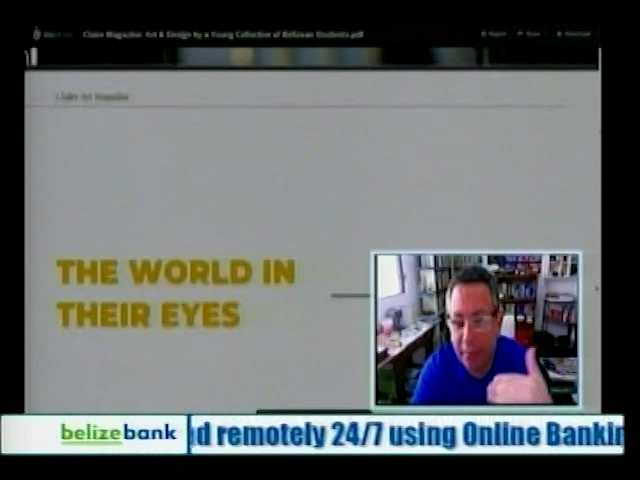 Claire Magazine Art & Design by a Young Collection of Belizean Students.pdf
THE WORLD IN
THEIR EYES
belizebank
d remotely 24/7 using Online Bankin